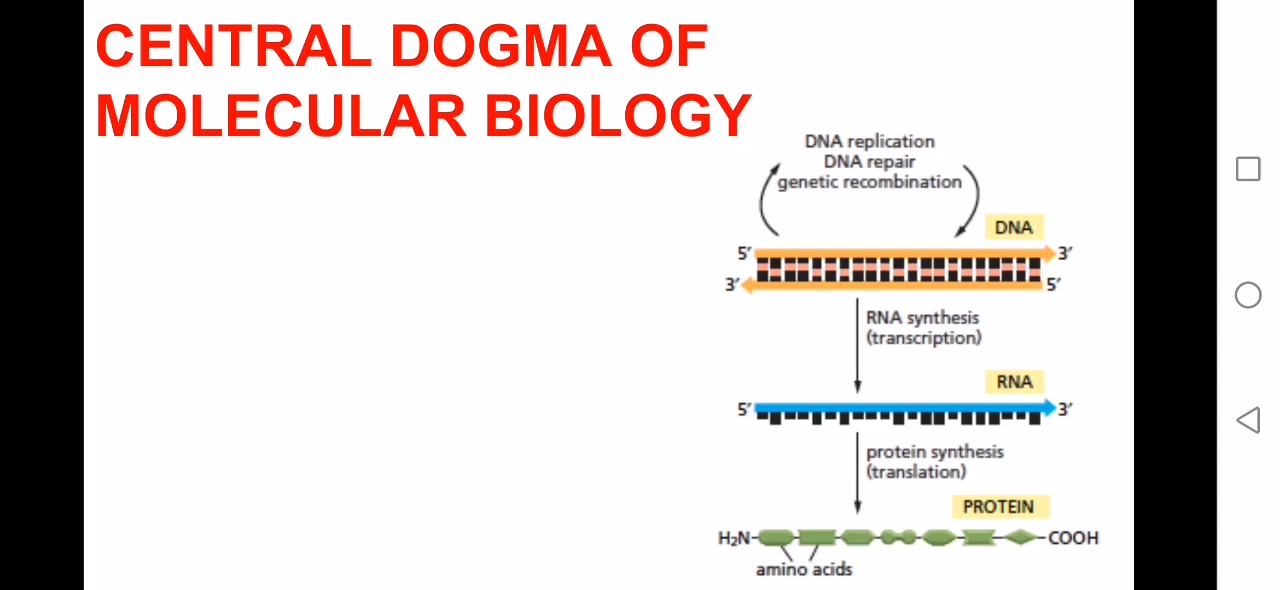 CENTRAL DOGMA OF
MOLECULAR BIOLOGY
DNA replication
DNA repair
genetic recombination
DNA
5′ 3′
3′ 5′
RNA synthesis
(transcription)
RNA
5′ 3′
protein synthesis
(translation)
PROTEIN
H₂N COOH
amino acids